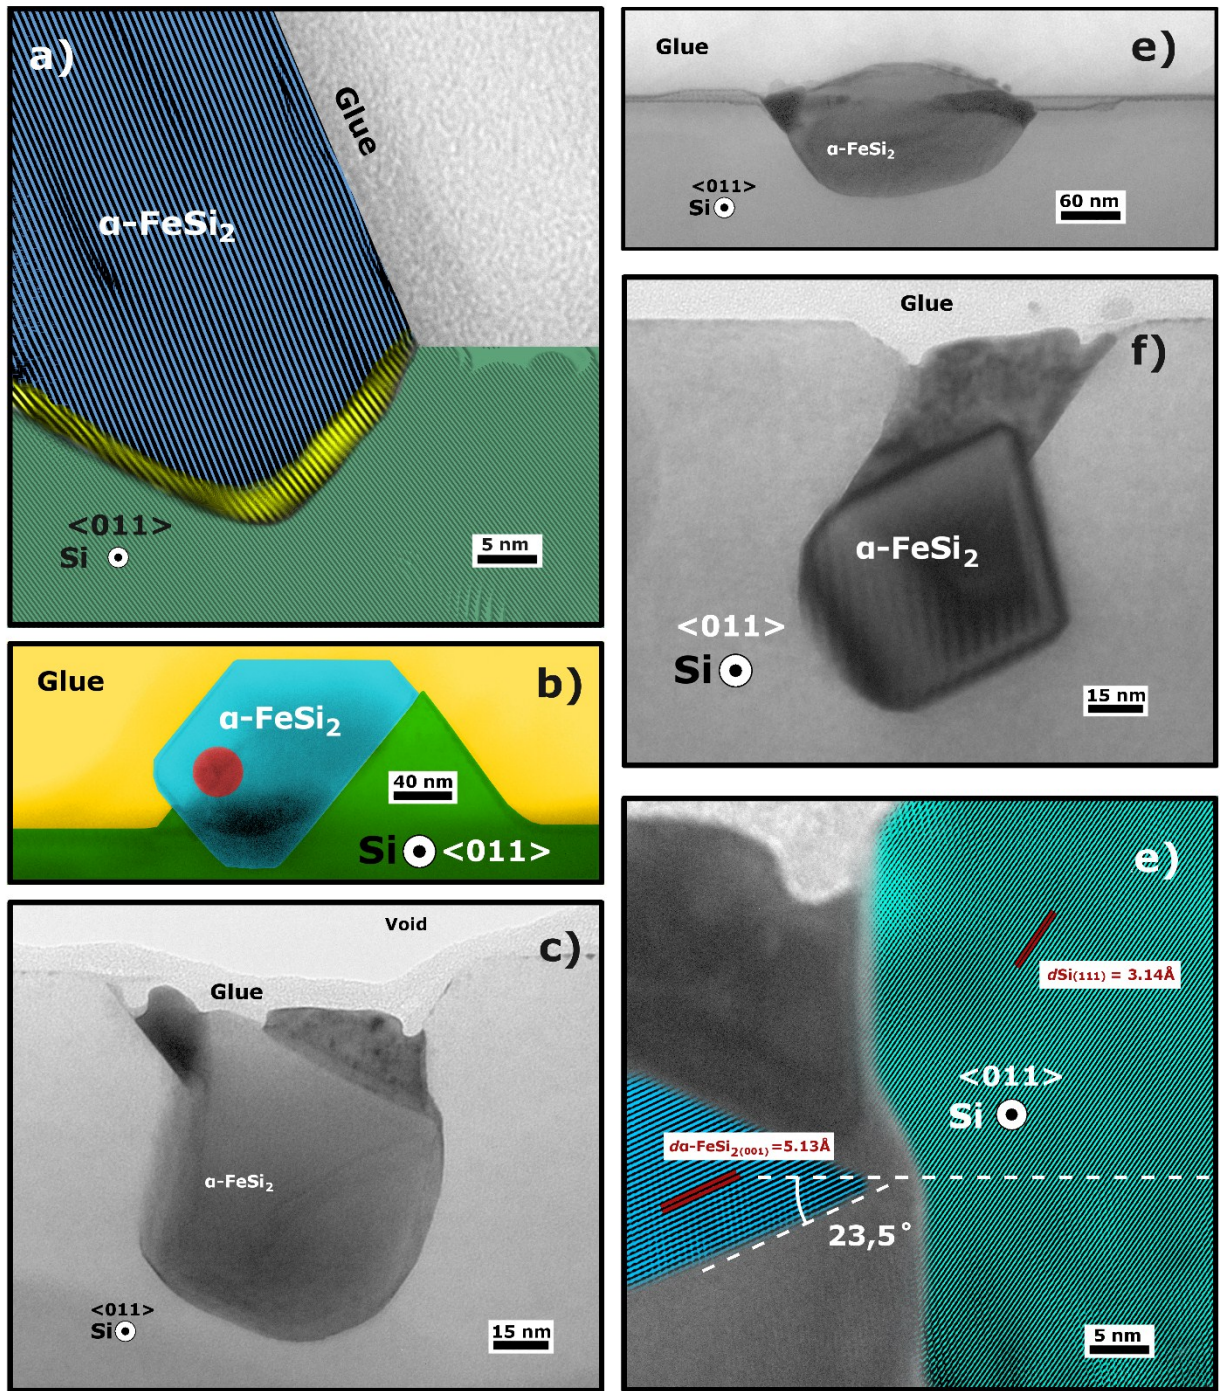 a)
Glue
α-FeSi2
<011>
Si
5 nm
Glue
b)
α-FeSi2
40 nm
Si <011>
Void
c)
Glue
α-FeSi2
<011>
Si
15 nm
e)
Glue
α-FeSi2
<011>
Si
60 nm
Glue
f)
α-FeSi2
<011>
Si
15 nm
e)
dSi(111) = 3.14Å
<011>
Si
dα-FeSi2(001)=5.13Å
23,5°
5 nm